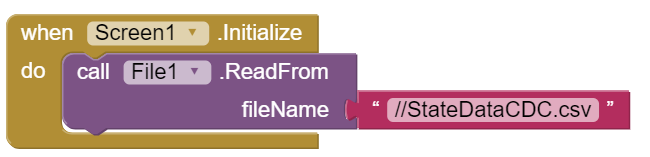 when Screen1 .Initialize
do call File1 .ReadFrom
fileName “ //StateDataCDC.csv ”